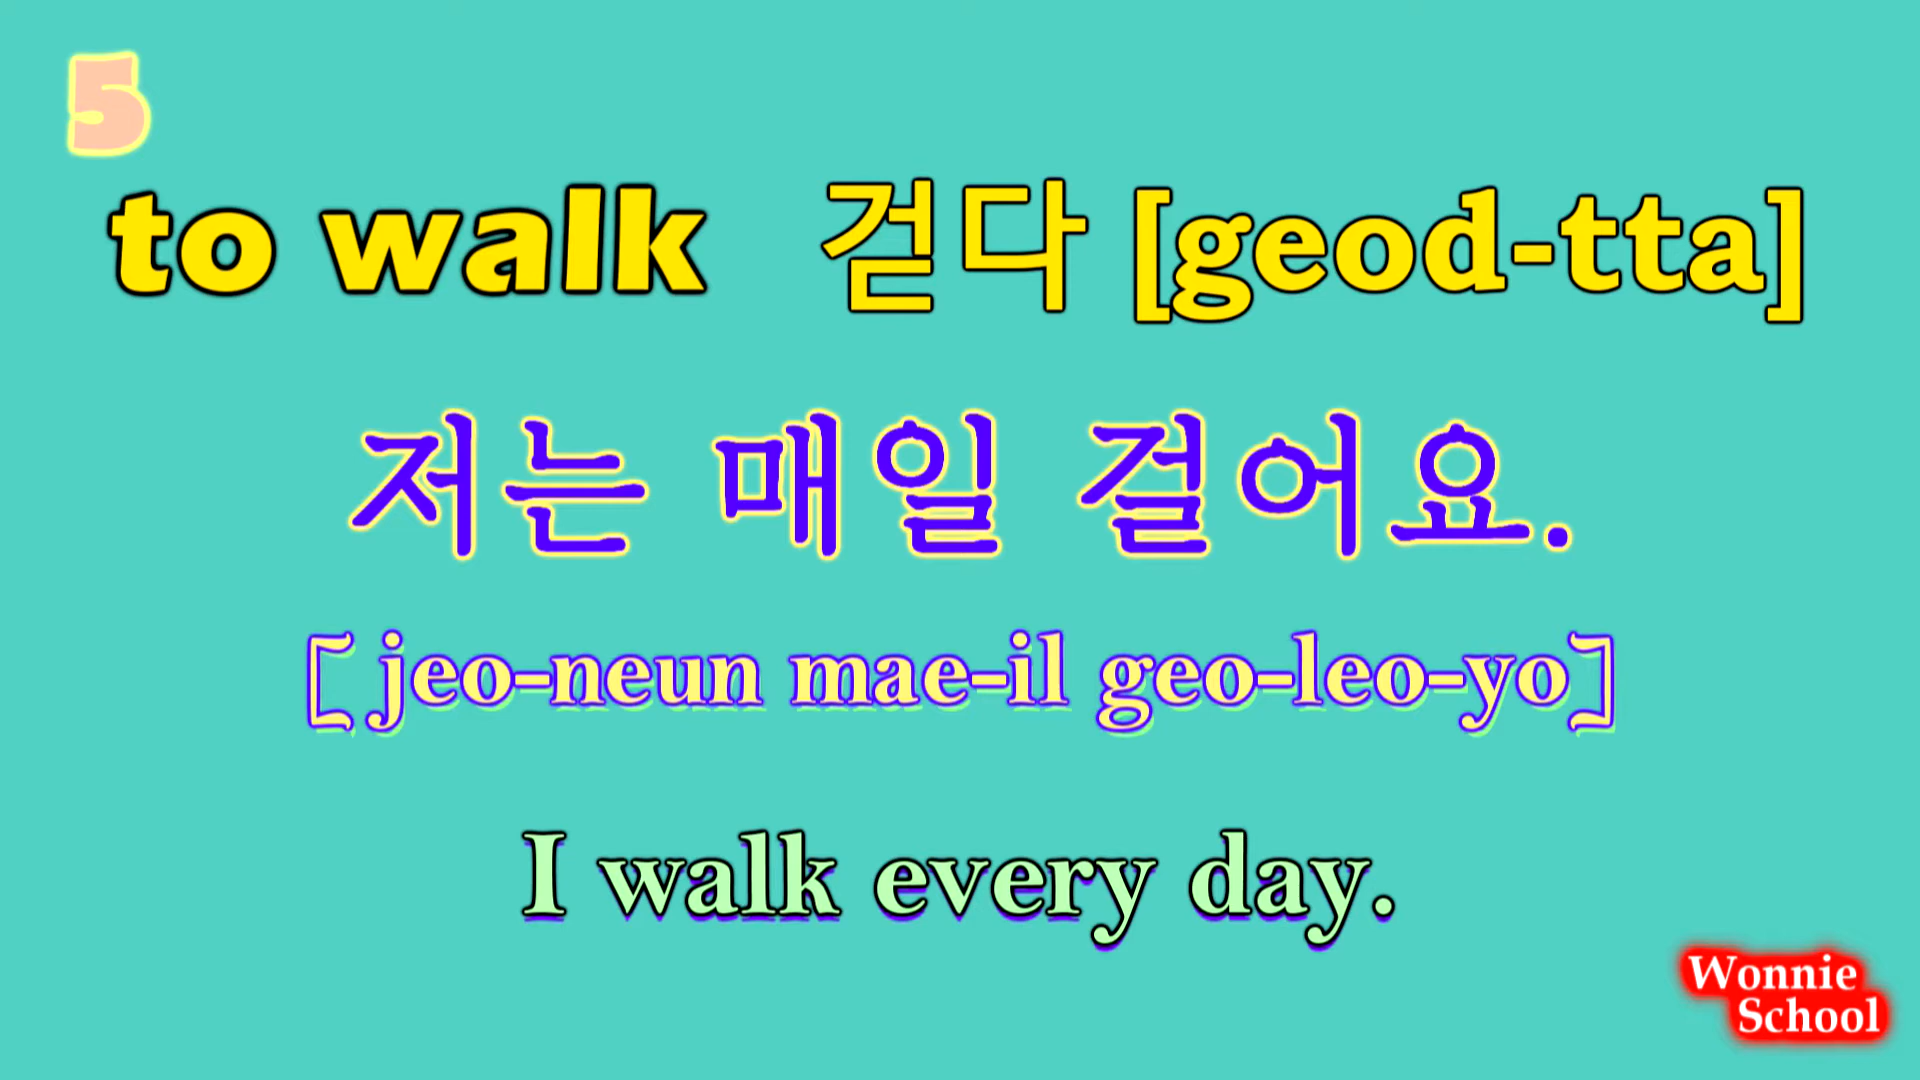 5
to walk 걷다 [geod-tta]
저는 매일 걸어요.
[ jeo-neun mae-il geo-leo-yo]
I walk every day.
Wonnie
School